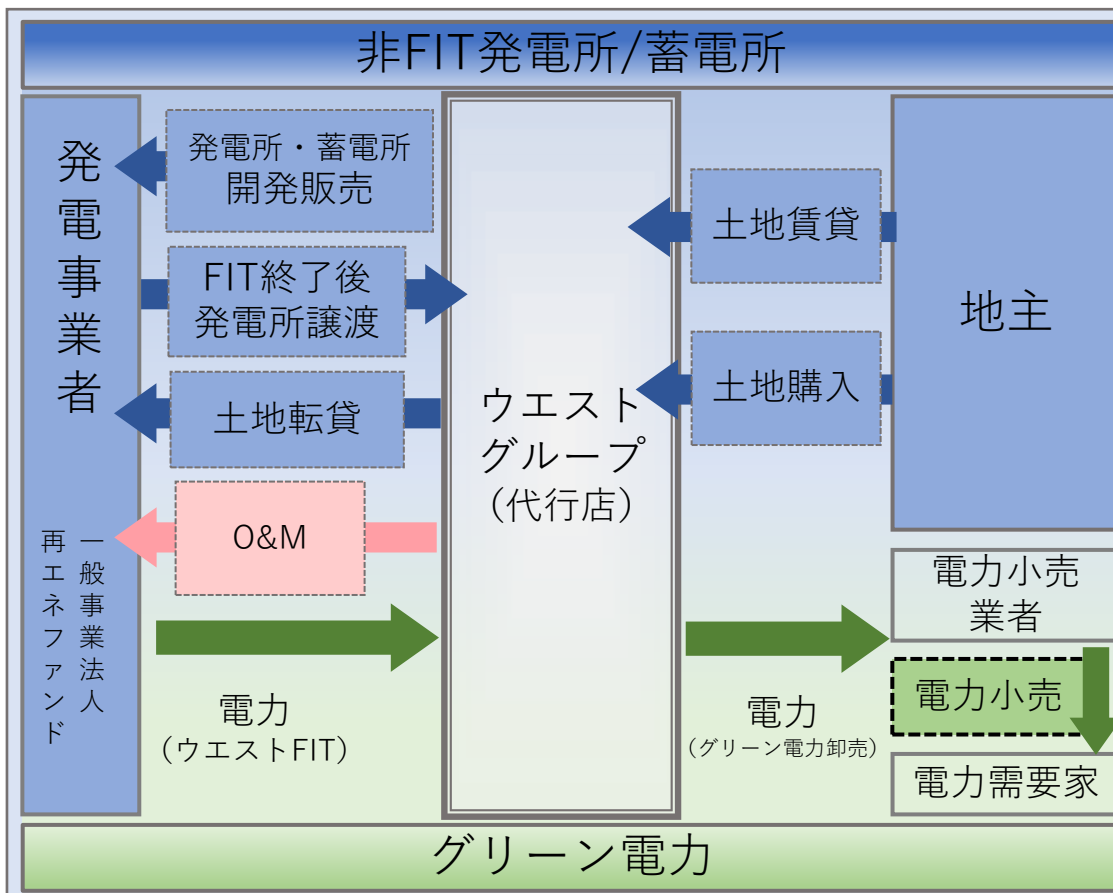 非FIT発電所/蓄電所
発電事業者
一般事業法人
再エネファンド
発電所・蓄電所
開発販売
FIT終了後
発電所譲渡
土地転貸
O&M
電力
(ウエストFIT)
ウエスト
グループ
(代行店)
土地賃貸
土地購入
電力
(グリーン電力卸売)
地主
電力小売
業者
電力小売
電力需要家
グリーン電力